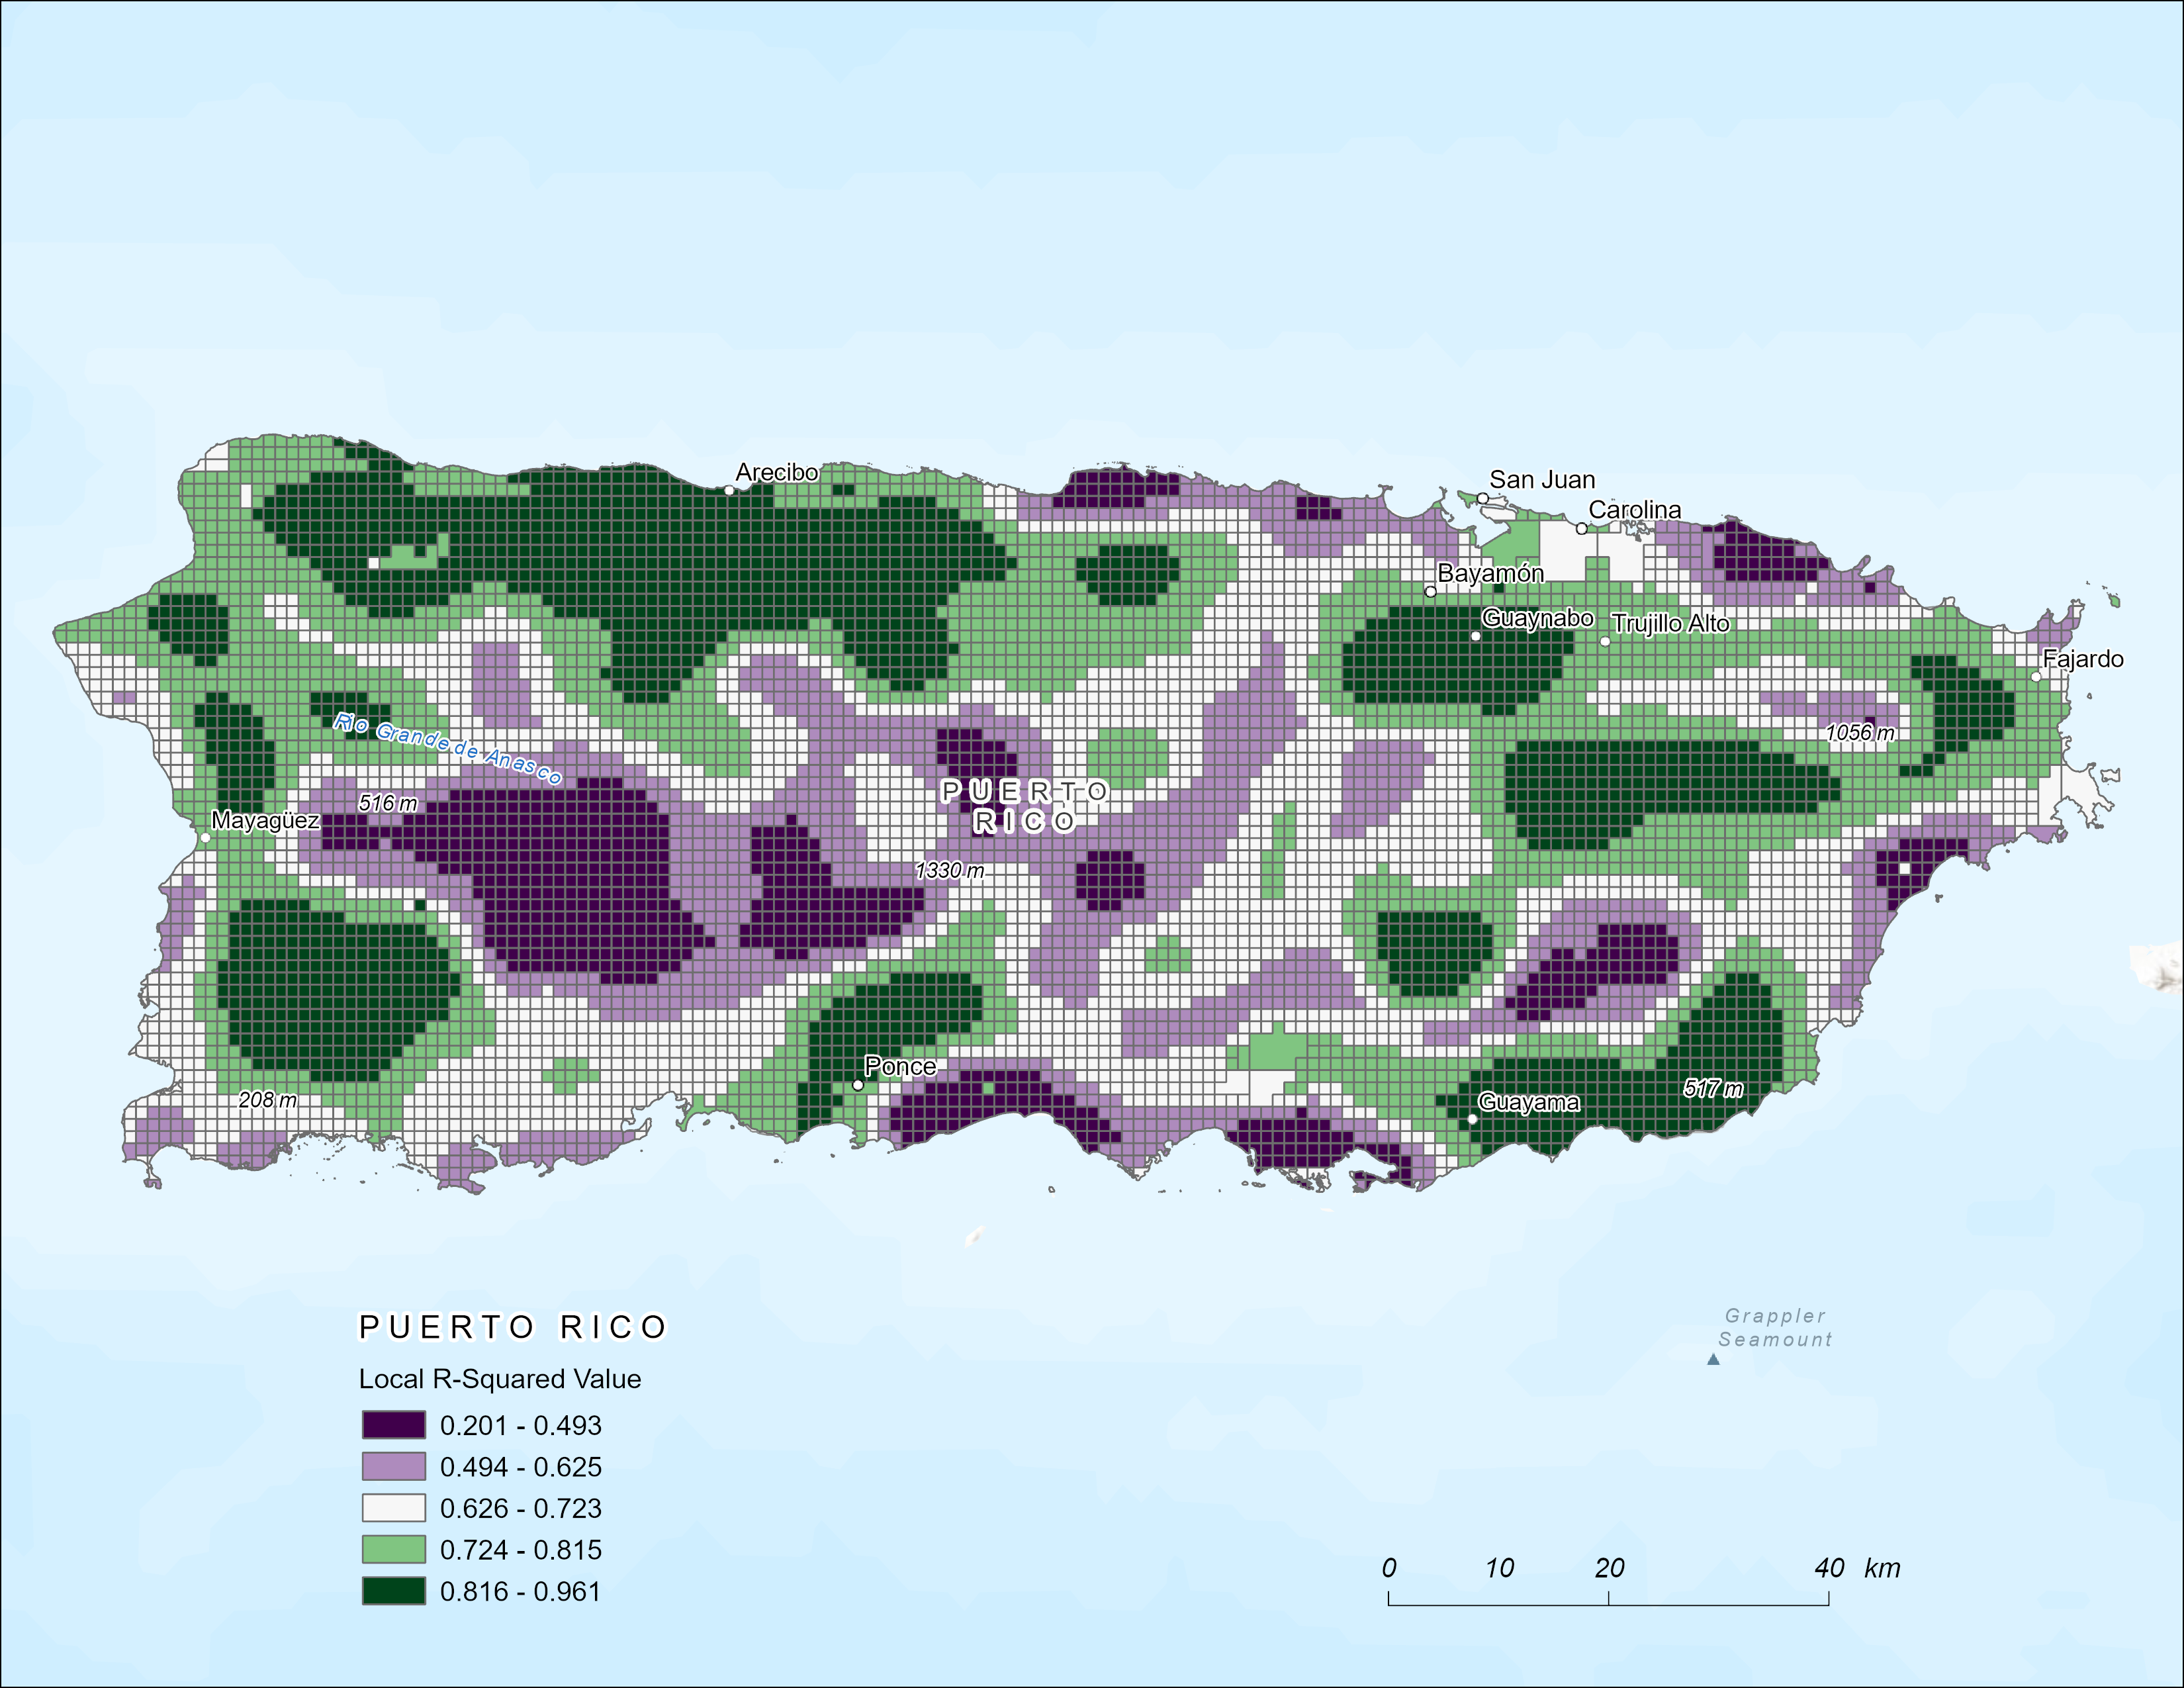 Arecibo
San Juan
Carolina
Bayamón
Guaynabo
Trujillo Alto
Fajardo
Rio Grande de Anasco
1056 m
516 m
PUERTO
RICO
Mayagüez
1330 m
Ponce
208 m
517 m
Guayama
Grappler
Seamount
PUERTO RICO
Local R-Squared Value
0.201 - 0.493
0.494 - 0.625
0.626 - 0.723
0.724 - 0.815
0.816 - 0.961
0 10 20 40 km